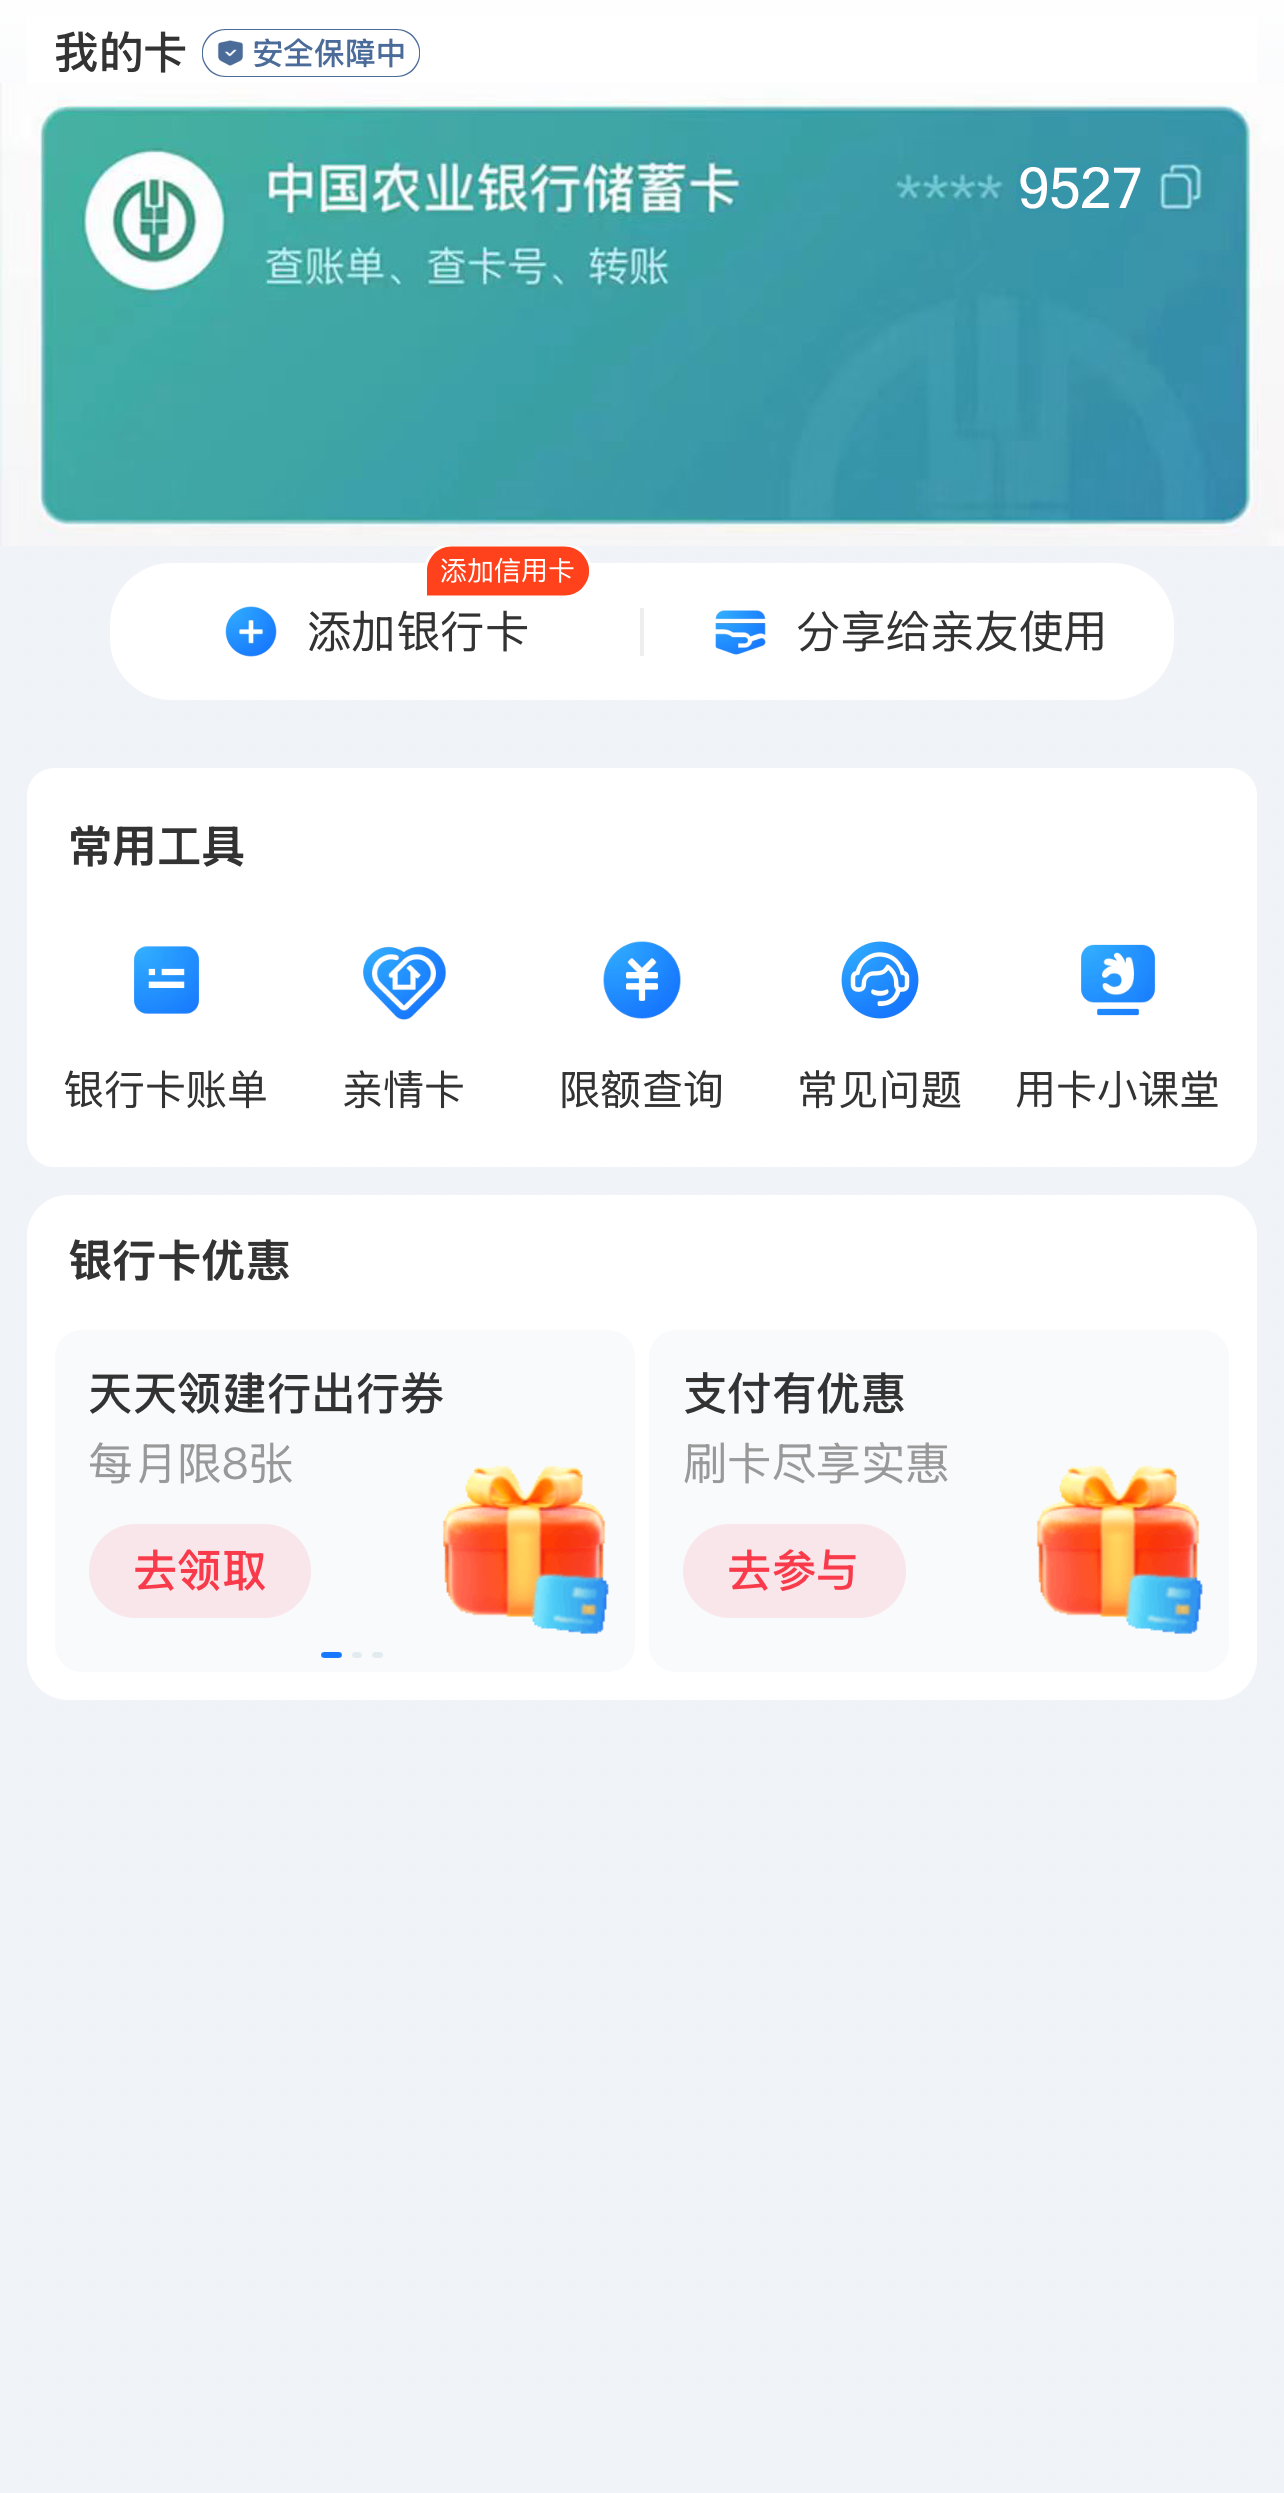 我的卡 安全保障中
中国农业银行储蓄卡 **** 9527
查账单、查卡号、转账
添加信用卡
添加银行卡 分享给亲友使用
常用工具
银行卡账单 亲情卡 限额查询 常见问题 用卡小课堂
银行卡优惠
天天领建行出行券
每月限8张
去领取
支付有优惠
刷卡尽享实惠
去参与